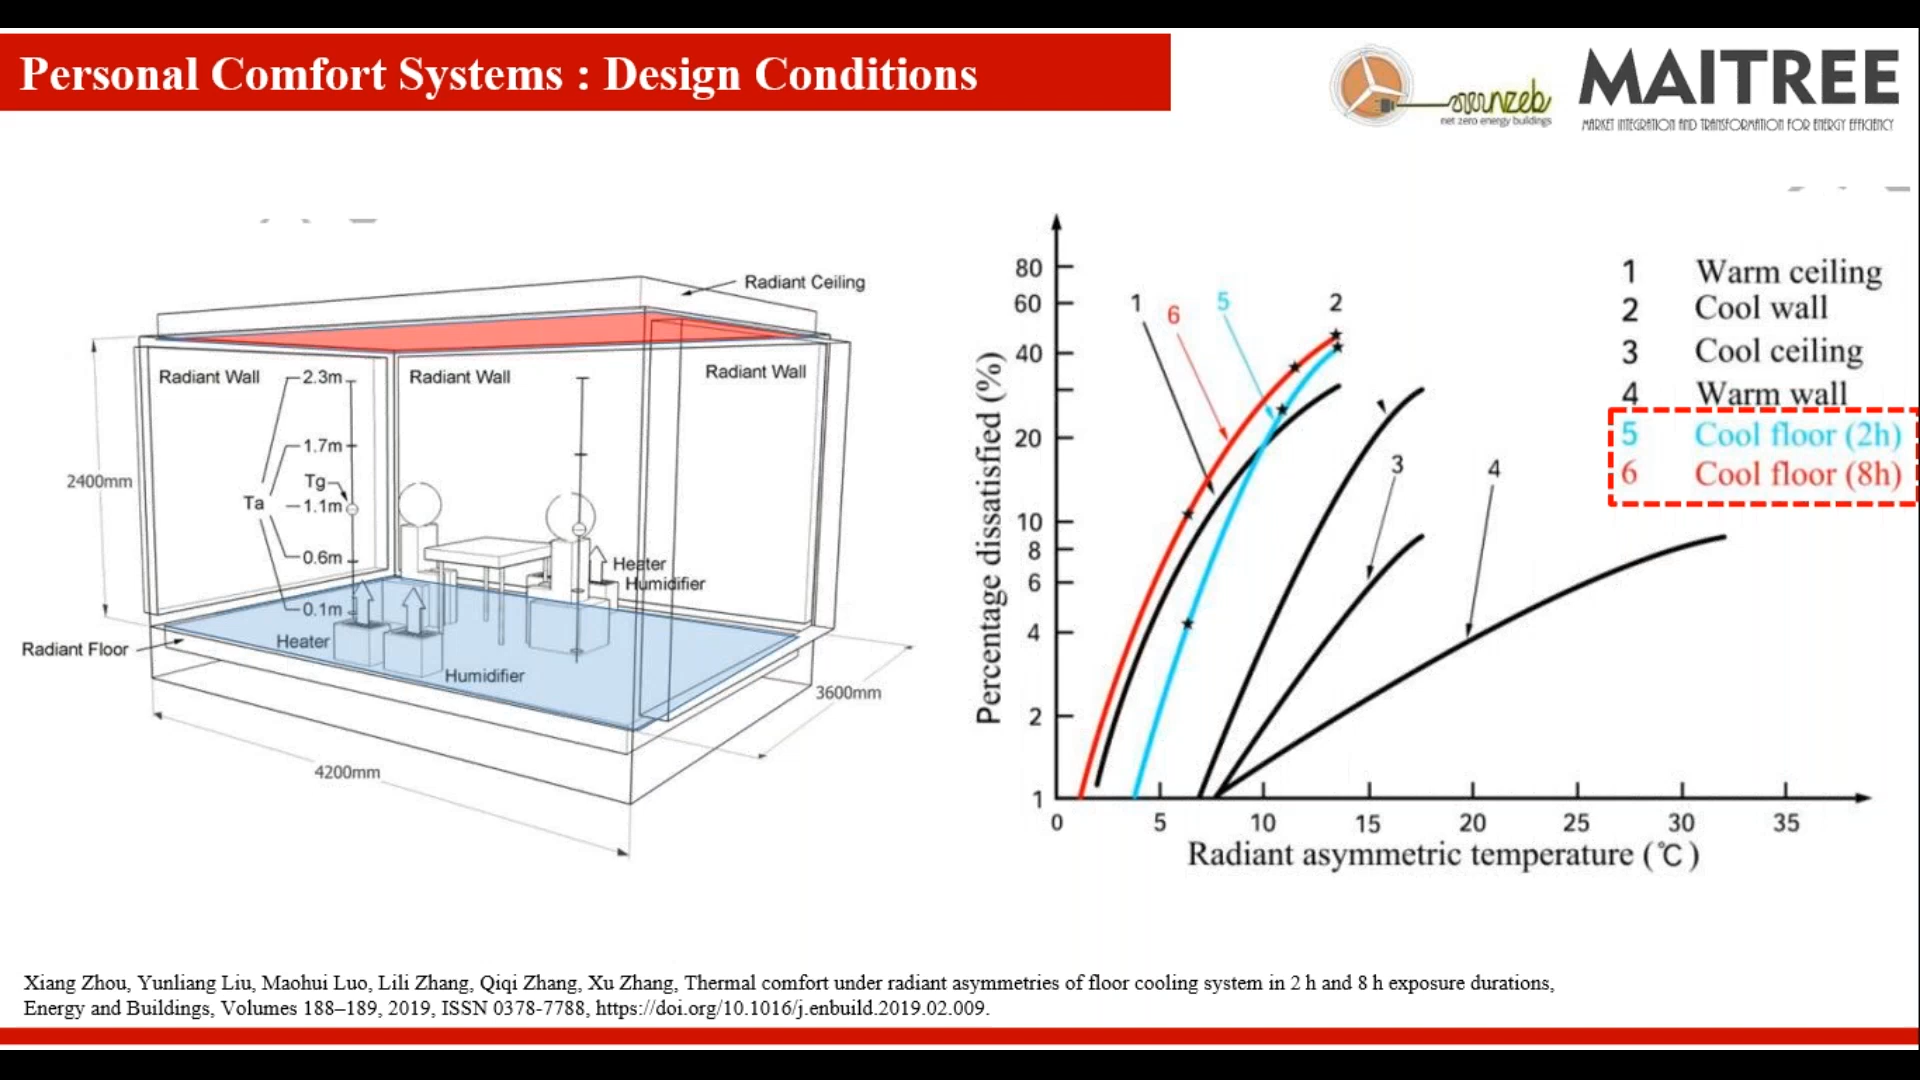 Personal Comfort Systems : Design Conditions
nzeb
net zero energy buildings
MAITREE
MARKET INTEGRATION AND TRANSFORMATION FOR ENERGY EFFICIENCY
Radiant Ceiling
Radiant Wall
2.3m
Radiant Wall
Radiant Wall
1.7m
2400mm
Tg
Ta
1.1m
0.6m
Heater
Humidifier
0.1m
Radiant Floor
Heater
Humidifier
3600mm
4200mm
Percentage dissatisfied (%)
80
60
40
20
10
8
6
4
2
1
1
6
5
2
3
4
0
5
10
15
20
25
30
35
Radiant asymmetric temperature (℃)
1 Warm ceiling
2 Cool wall
3 Cool ceiling
4 Warm wall
5 Cool floor (2h)
6 Cool floor (8h)
Xiang Zhou, Yunliang Liu, Maohui Luo, Lili Zhang, Qiqi Zhang, Xu Zhang, Thermal comfort under radiant asymmetries of floor cooling system in 2 h and 8 h exposure durations,
Energy and Buildings, Volumes 188–189, 2019, ISSN 0378-7788, https://doi.org/10.1016/j.enbuild.2019.02.009.